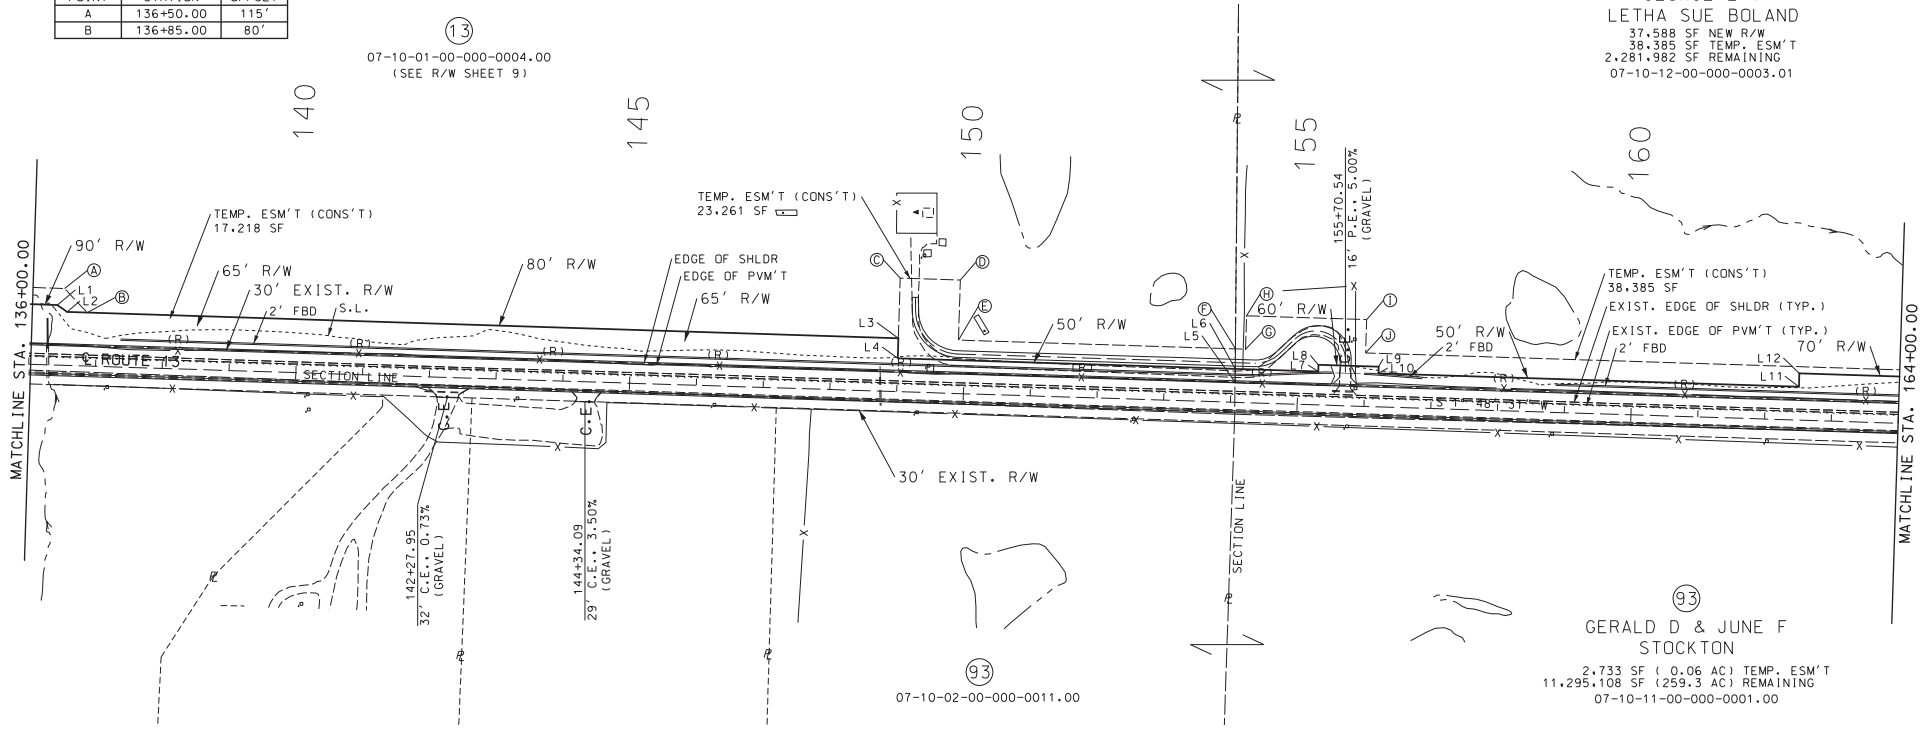 A 136+50.00 115'
B 136+85.00 80'
13
07-10-01-00-000-0004.00
(SEE R/W SHEET 9)
LETHA SUE BOLAND
37,588 SF NEW R/W
38,385 SF TEMP. ESM'T
2,281,982 SF REMAINING
07-10-12-00-000-0003.01
140
145
150
155
160
MATCHLINE STA. 136+00.00
90' R/W
A
L1
L2
B
TEMP. ESM'T (CONS'T)
17,218 SF
65' R/W
30' EXIST. R/W
2' FBD
S.L.
80' R/W
EDGE OF SHLDR
EDGE OF PVM'T
65' R/W
TEMP. ESM'T (CONS'T)
23,261 SF
C
D
E
L3
L4
50' R/W
F
L6
L5
H
60' R/W
G
I
J
155+70.54
16' P.E., 5.00%
(GRAVEL)
L7
L8
L9
L10
50' R/W
2' FBD
TEMP. ESM'T (CONS'T)
38,385 SF
EXIST. EDGE OF SHLDR (TYP.)
EXIST. EDGE OF PVM'T (TYP.)
2' FBD
L12
L11
70' R/W
MATCHLINE STA. 164+00.00
(R)
(R)
(R)
(R)
(R)
(R)
(R)
(R)
(R)
(R)
℄ ROUTE 13
SECTION LINE
S 1° 48' 31" W
C.E.
C.E.
142+27.95
32' C.E., 0.73%
(GRAVEL)
144+34.09
29' C.E., 3.50%
(GRAVEL)
30' EXIST. R/W
SECTION LINE
93
07-10-02-00-000-0011.00
93
GERALD D & JUNE F
STOCKTON
2,733 SF ( 0.06 AC) TEMP. ESM'T
11,295,108 SF (259.3 AC) REMAINING
07-10-11-00-000-0001.00